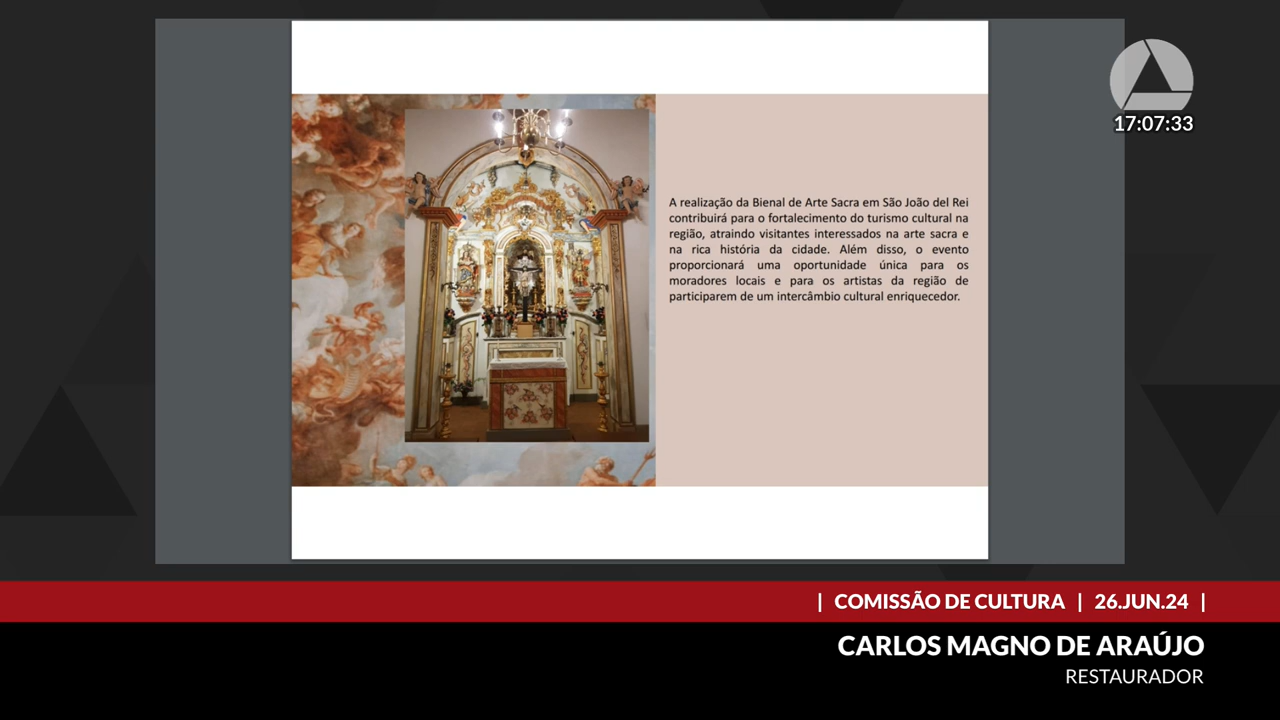 17:07:33
A realização da Bienal de Arte Sacra em São João del Rei
contribuirá para o fortalecimento do turismo cultural na
região, atraindo visitantes interessados na arte sacra e
na rica história da cidade. Além disso, o evento
proporcionará uma oportunidade única para os
moradores locais e para os artistas da região de
participarem de um intercâmbio cultural enriquecedor.
| COMISSÃO DE CULTURA | 26.JUN.24 |
CARLOS MAGNO DE ARAÚJO
RESTAURADOR